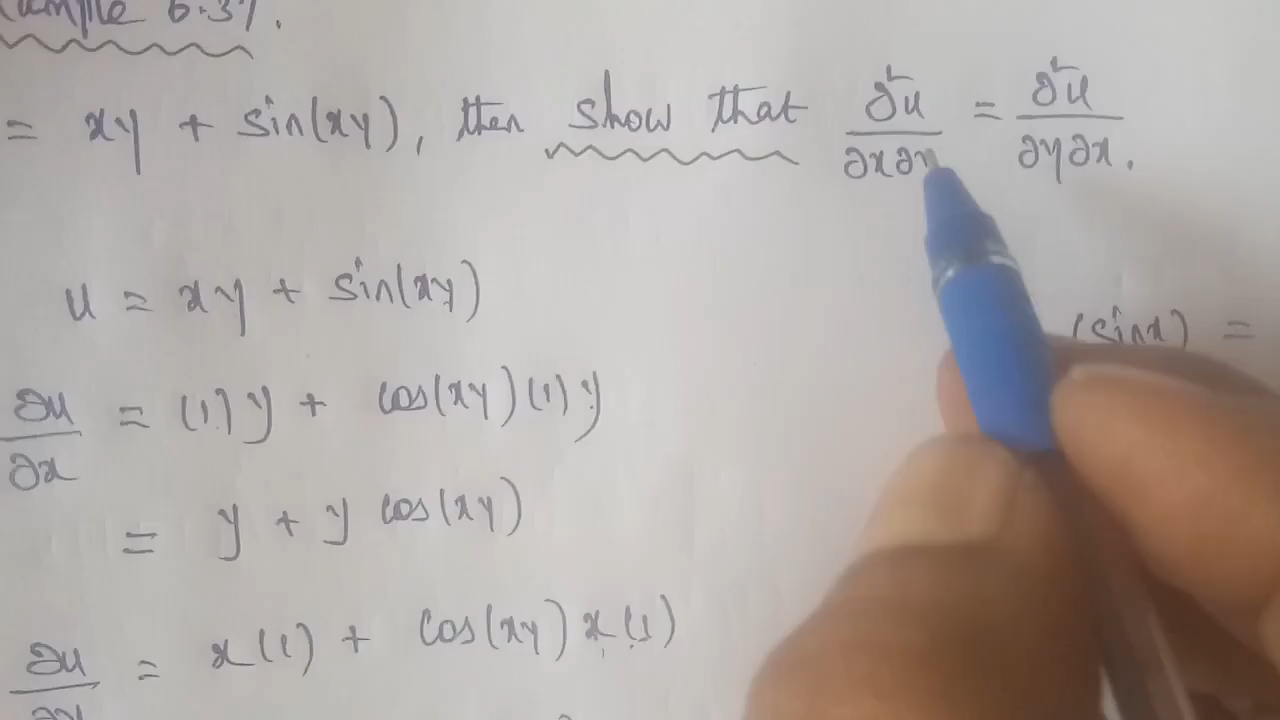 6.37.
= xy + sin(xy), then show that ∂²u/∂x∂y = ∂²u/∂y∂x.
u = xy + sin(xy)
(sinx) =
∂u/∂x = (1)y + cos(xy)(1)y
= y + y cos(xy)
∂u/∂y = x(1) + cos(xy)x(1)